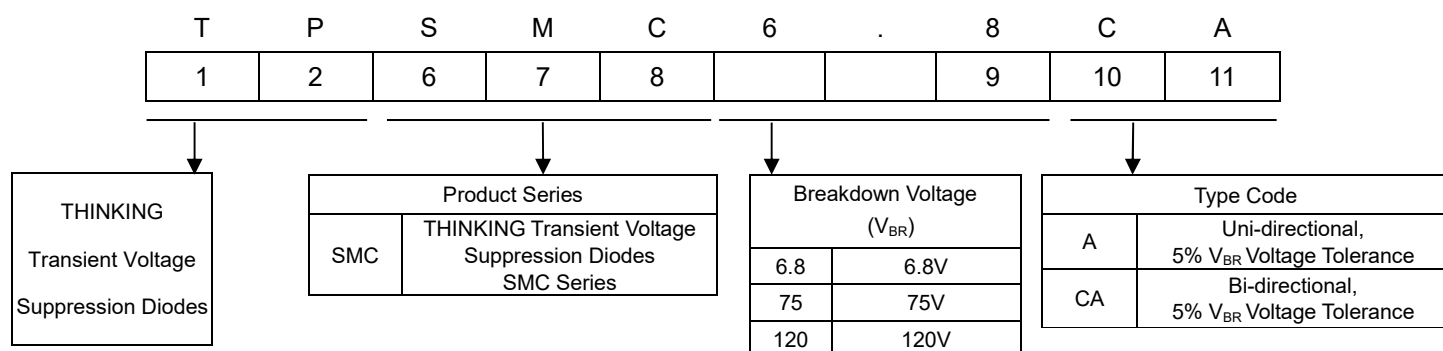 T P S M C 6 . 8 C A
1 2 6 7 8 9 10 11
THINKING
Transient Voltage
Suppression Diodes
Product Series
SMC
THINKING Transient Voltage
Suppression Diodes
SMC Series
Breakdown Voltage
(VBR)
6.8 6.8V
75 75V
120 120V
Type Code
A
Uni-directional,
5% VBR Voltage Tolerance
CA
Bi-directional,
5% VBR Voltage Tolerance